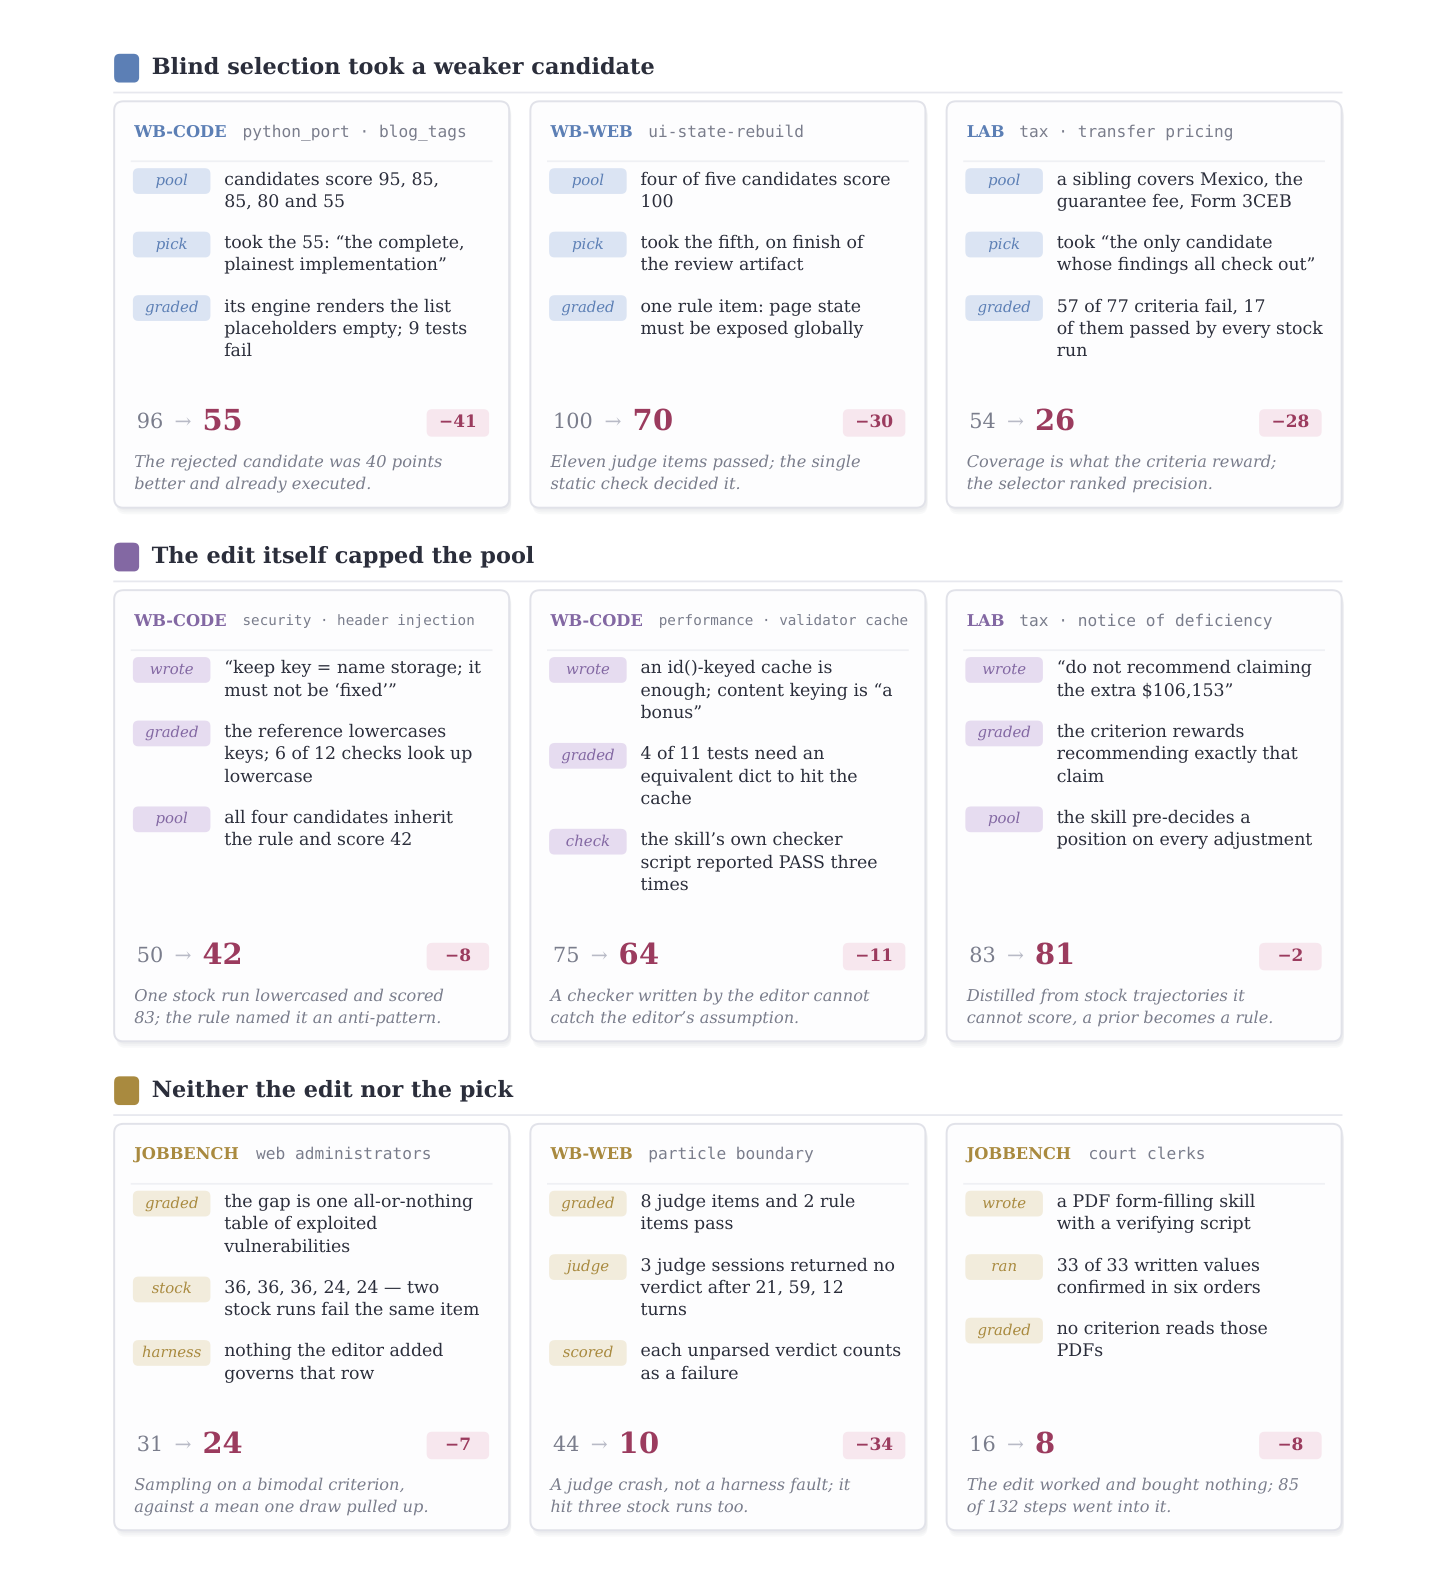 Blind selection took a weaker candidate
WB-CODE python_port · blog_tags
pool candidates score 95, 85,
85, 80 and 55
pick took the 55: “the complete,
plainest implementation”
graded its engine renders the list
placeholders empty; 9 tests
fail
96 → 55 −41
The rejected candidate was 40 points
better and already executed.
WB-WEB ui-state-rebuild
pool four of five candidates score
100
pick took the fifth, on finish of
the review artifact
graded one rule item: page state
must be exposed globally
100 → 70 −30
Eleven judge items passed; the single
static check decided it.
LAB tax · transfer pricing
pool a sibling covers Mexico, the
guarantee fee, Form 3CEB
pick took “the only candidate
whose findings all check out”
graded 57 of 77 criteria fail, 17
of them passed by every stock
run
54 → 26 −28
Coverage is what the criteria reward;
the selector ranked precision.
The edit itself capped the pool
WB-CODE security · header injection
wrote “keep key = name storage; it
must not be ‘fixed’”
graded the reference lowercases
keys; 6 of 12 checks look up
lowercase
pool all four candidates inherit
the rule and score 42
50 → 42 −8
One stock run lowercased and scored
83; the rule named it an anti-pattern.
WB-CODE performance · validator cache
wrote an id()-keyed cache is
enough; content keying is “a
bonus”
graded 4 of 11 tests need an
equivalent dict to hit the
cache
check the skill’s own checker
script reported PASS three
times
75 → 64 −11
A checker written by the editor cannot
catch the editor’s assumption.
LAB tax · notice of deficiency
wrote “do not recommend claiming
the extra $106,153”
graded the criterion rewards
recommending exactly that
claim
pool the skill pre-decides a
position on every adjustment
83 → 81 −2
Distilled from stock trajectories it
cannot score, a prior becomes a rule.
Neither the edit nor the pick
JOBBENCH web administrators
graded the gap is one all-or-nothing
table of exploited
vulnerabilities
stock 36, 36, 36, 24, 24 — two
stock runs fail the same item
harness nothing the editor added
governs that row
31 → 24 −7
Sampling on a bimodal criterion,
against a mean one draw pulled up.
WB-WEB particle boundary
graded 8 judge items and 2 rule
items pass
judge 3 judge sessions returned no
verdict after 21, 59, 12
turns
scored each unparsed verdict counts
as a failure
44 → 10 −34
A judge crash, not a harness fault; it
hit three stock runs too.
JOBBENCH court clerks
wrote a PDF form-filling skill
with a verifying script
ran 33 of 33 written values
confirmed in six orders
graded no criterion reads those
PDFs
16 → 8 −8
The edit worked and bought nothing; 85
of 132 steps went into it.